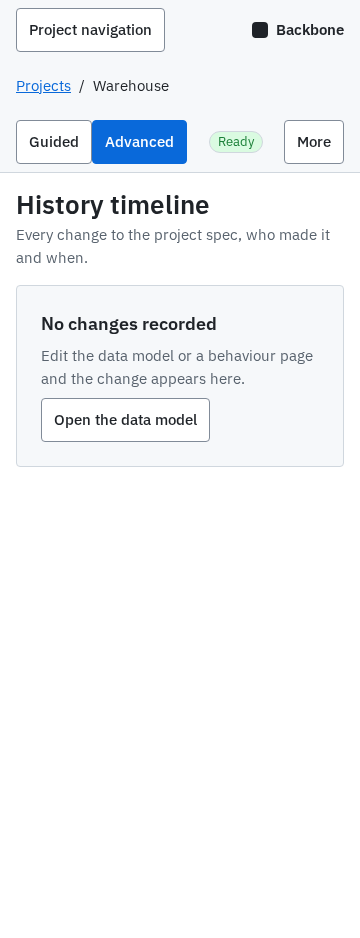 Project navigation
Backbone
Projects / Warehouse
Guided
Advanced
Ready
More
History timeline
Every change to the project spec, who made it
and when.
No changes recorded
Edit the data model or a behaviour page
and the change appears here.
Open the data model